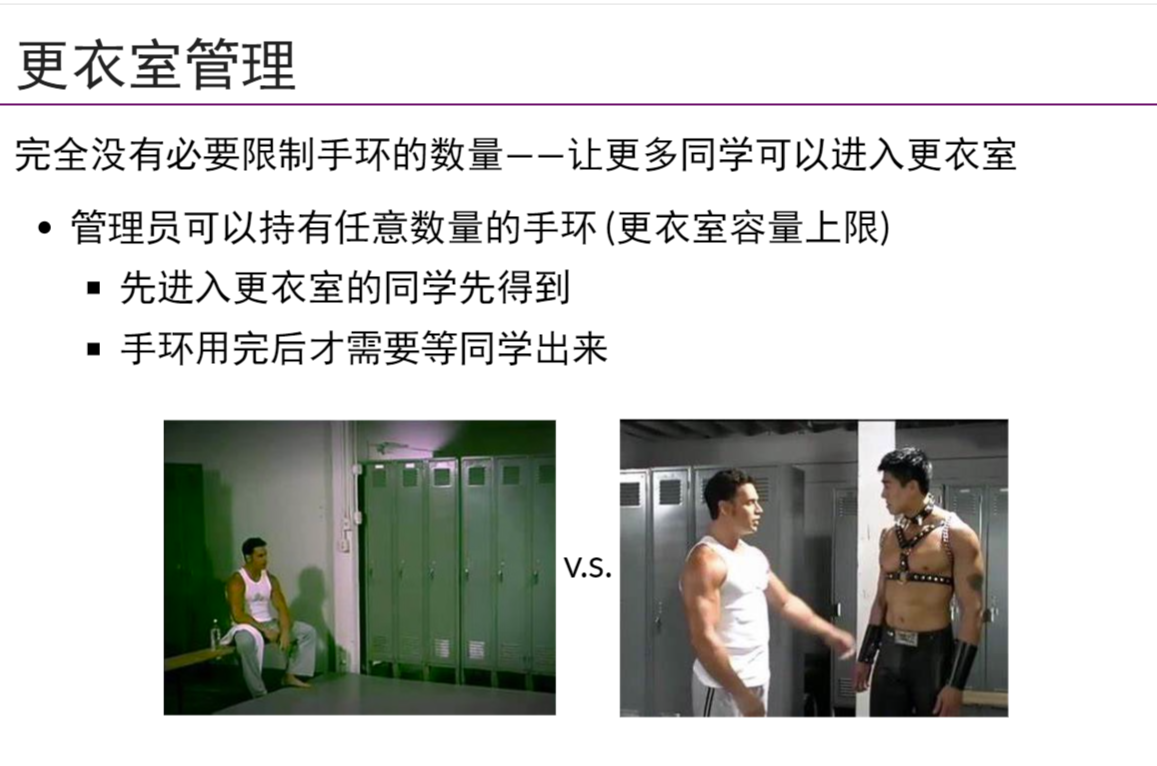 更衣室管理
完全没有必要限制手环的数量——让更多同学可以进入更衣室
• 管理员可以持有任意数量的手环 (更衣室容量上限)
▪ 先进入更衣室的同学先得到
▪ 手环用完后才需要等同学出来
v.s.